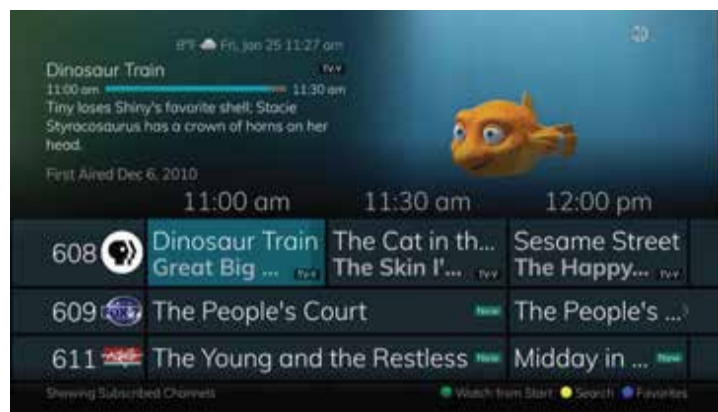 8°F Fri, Jan 25 11:27 am
Dinosaur Train TV-Y
11:00 am 11:30 am
Tiny loses Shiny's favorite shell; Stacie
Styracosaurus has a crown of horns on her
head.
First Aired Dec 6, 2010
11:00 am 11:30 am 12:00 pm
608 Dinosaur Train The Cat in th... Sesame Street
Great Big ... TV-Y The Skin I'... TV-Y The Happy... TV-Y
609 The People's Court New The People's ...
611 The Young and the Restless New Midday in ... New
Showing Subscribed Channels Watch from Start Search Favorites